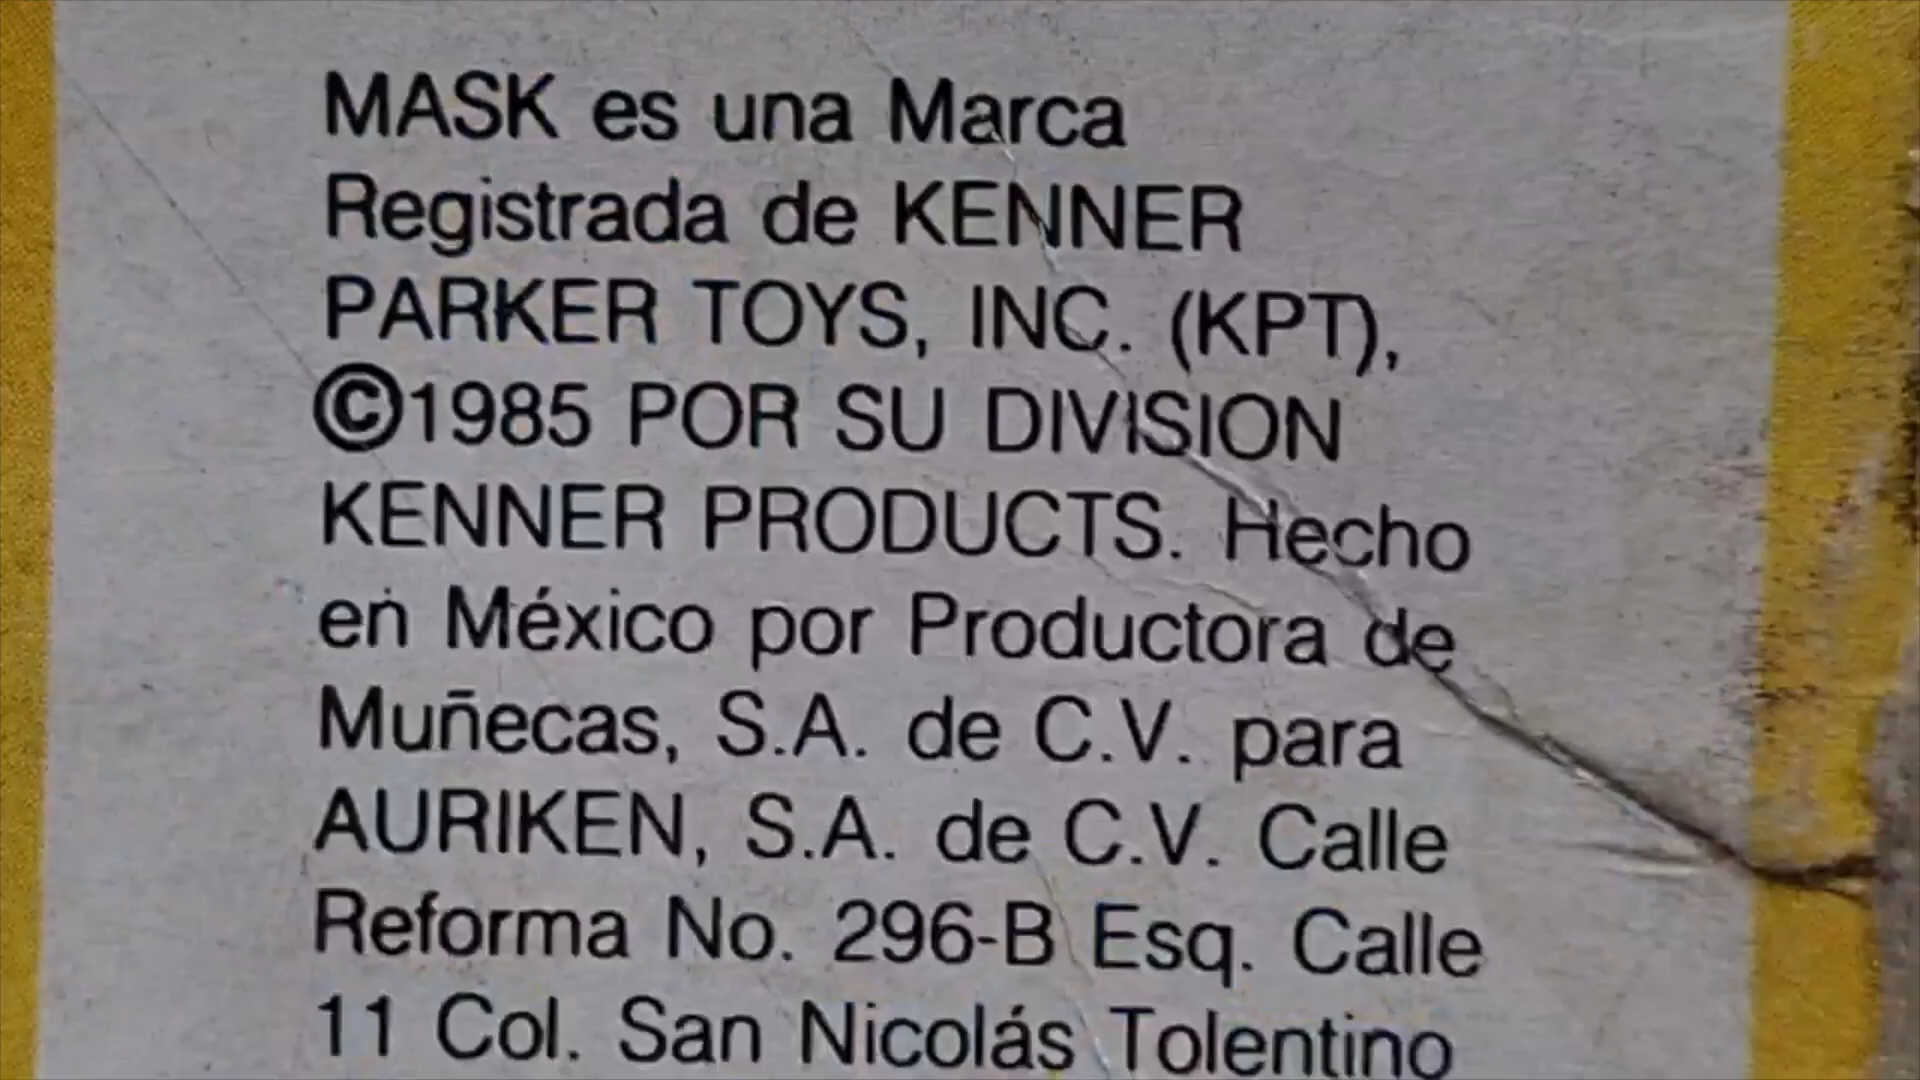 MASK es una Marca
Registrada de KENNER
PARKER TOYS, INC. (KPT),
©1985 POR SU DIVISION
KENNER PRODUCTS. Hecho
en México por Productora de
Muñecas, S.A. de C.V. para
AURIKEN, S.A. de C.V. Calle
Reforma No. 296-B Esq. Calle
11 Col. San Nicolás Tolentino